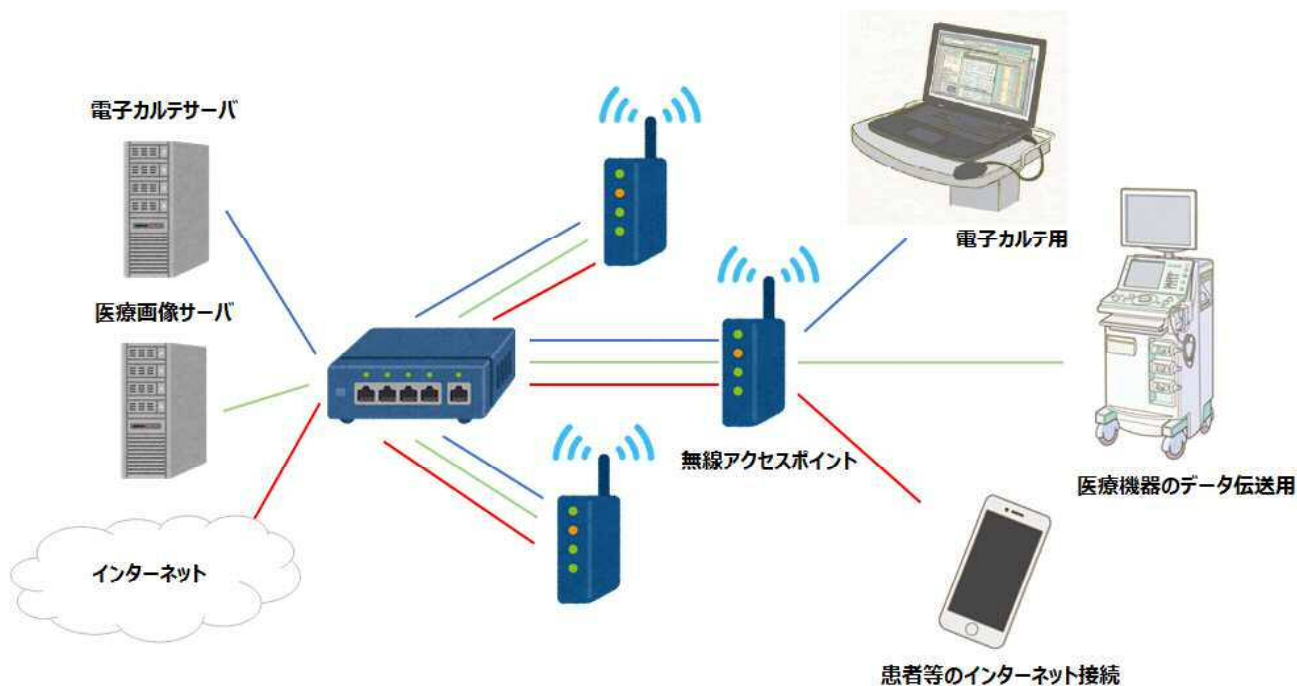 電子カルテサーバ
電子カルテ用
医療画像サーバ
無線アクセスポイント
医療機器のデータ伝送用
インターネット
患者等のインターネット接続